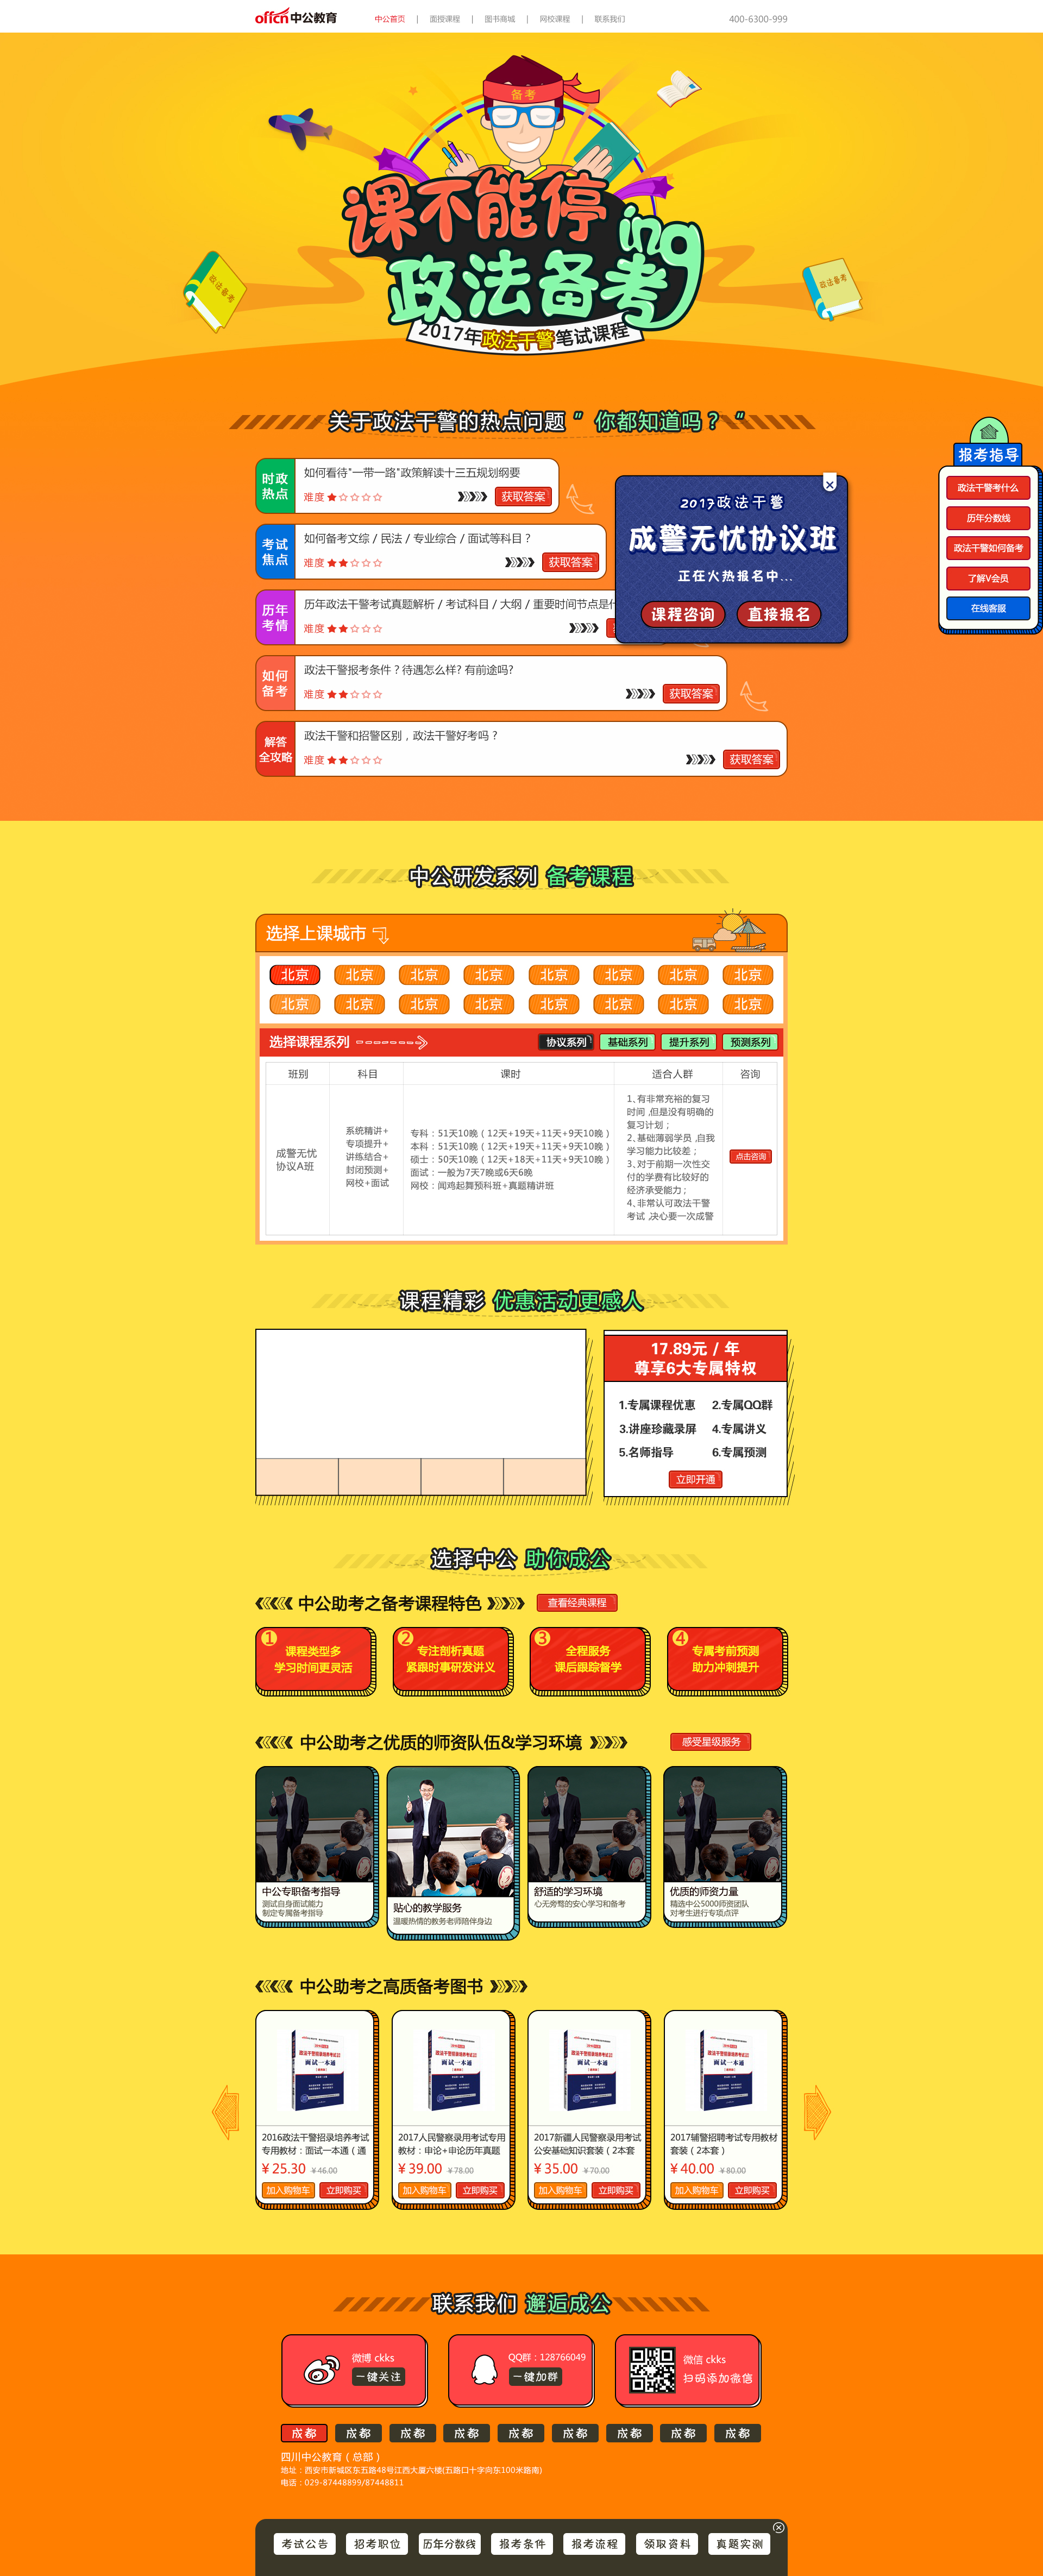 offcn中公教育
中公首页 | 面授课程 | 图书商城 | 网校课程 | 联系我们
400-6300-999
备考
课不能停
ing
政法备考
政法备考
政法备考
2017年政法干警笔试课程
关于政法干警的热点问题 ” 你都知道吗？ “
时政
热点
如何看待"一带一路"政策解读十三五规划纲要
难度
获取答案
考试
焦点
如何备考文综 / 民法 / 专业综合 / 面试等科目？
难度
获取答案
历年
考情
历年政法干警考试真题解析 / 考试科目 / 大纲 / 重要时间节点是
难度
如何
备考
政法干警报考条件？待遇怎么样? 有前途吗?
难度
获取答案
解答
全攻略
政法干警和招警区别，政法干警好考吗？
难度
获取答案
2017政法干警
成警无忧协议班
正在火热报名中...
课程咨询
直接报名
报考指导
政法干警考什么
历年分数线
政法干警如何备考
了解V会员
在线客服
中公研发系列 备考课程
选择上课城市
北京 北京 北京 北京 北京 北京 北京 北京
北京 北京 北京 北京 北京 北京 北京 北京
选择课程系列
协议系列 基础系列 提升系列 预测系列
班别 科目 课时 适合人群 咨询
成警无忧
协议A班
系统精讲+
专项提升+
讲练结合+
封闭预测+
网校+面试
专科：51天10晚（12天+19天+11天+9天10晚）
本科：51天10晚（12天+19天+11天+9天10晚）
硕士：50天10晚（12天+18天+11天+9天10晚）
面试：一般为7天7晚或6天6晚
网校：闻鸡起舞预科班+真题精讲班
1、有非常充裕的复习
时间,但是没有明确的
复习计划；
2、基础薄弱学员,自我
学习能力比较差；
3、对于前期一次性交
付的学费有比较好的
经济承受能力；
4、非常认可政法干警
考试,决心要一次成警
点击咨询
课程精彩 优惠活动更感人
17.89元 / 年
尊享6大专属特权
1.专属课程优惠 2.专属QQ群
3.讲座珍藏录屏 4.专属讲义
5.名师指导 6.专属预测
立即开通
选择中公 助你成公
中公助考之备考课程特色
查看经典课程
1
课程类型多
学习时间更灵活
2
专注剖析真题
紧跟时事研发讲义
3
全程服务
课后跟踪督学
4
专属考前预测
助力冲刺提升
中公助考之优质的师资队伍&学习环境
感受星级服务
中公专职备考指导
测试自身面试能力
制定专属备考指导
贴心的教学服务
温暖热情的教务老师陪伴身边
舒适的学习环境
心无旁骛的安心学习和备考
优质的师资力量
精选中公5000师资团队
对考生进行专项点评
中公助考之高质备考图书
2016政法干警招录培养考试
专用教材：面试一本通（通
¥25.30 ¥46.00
加入购物车 立即购买
2017人民警察录用考试专用
教材：申论+申论历年真题
¥39.00 ¥78.00
加入购物车 立即购买
2017新疆人民警察录用考试
公安基础知识套装（2本套
¥35.00 ¥70.00
加入购物车 立即购买
2017辅警招聘考试专用教材
套装（2本套）
¥40.00 ¥80.00
加入购物车 立即购买
联系我们 邂逅成公
微博 ckks
一键关注
QQ群：128766049
一键加群
微信 ckks
扫码添加微信
成都 成都 成都 成都 成都 成都 成都 成都 成都
四川中公教育（总部）
地址：西安市新城区东五路48号江西大厦六楼(五路口十字向东100米路南)
电话：029-87448899/87448811
考试公告 招考职位 历年分数线 报考条件 报考流程 领取资料 真题实测